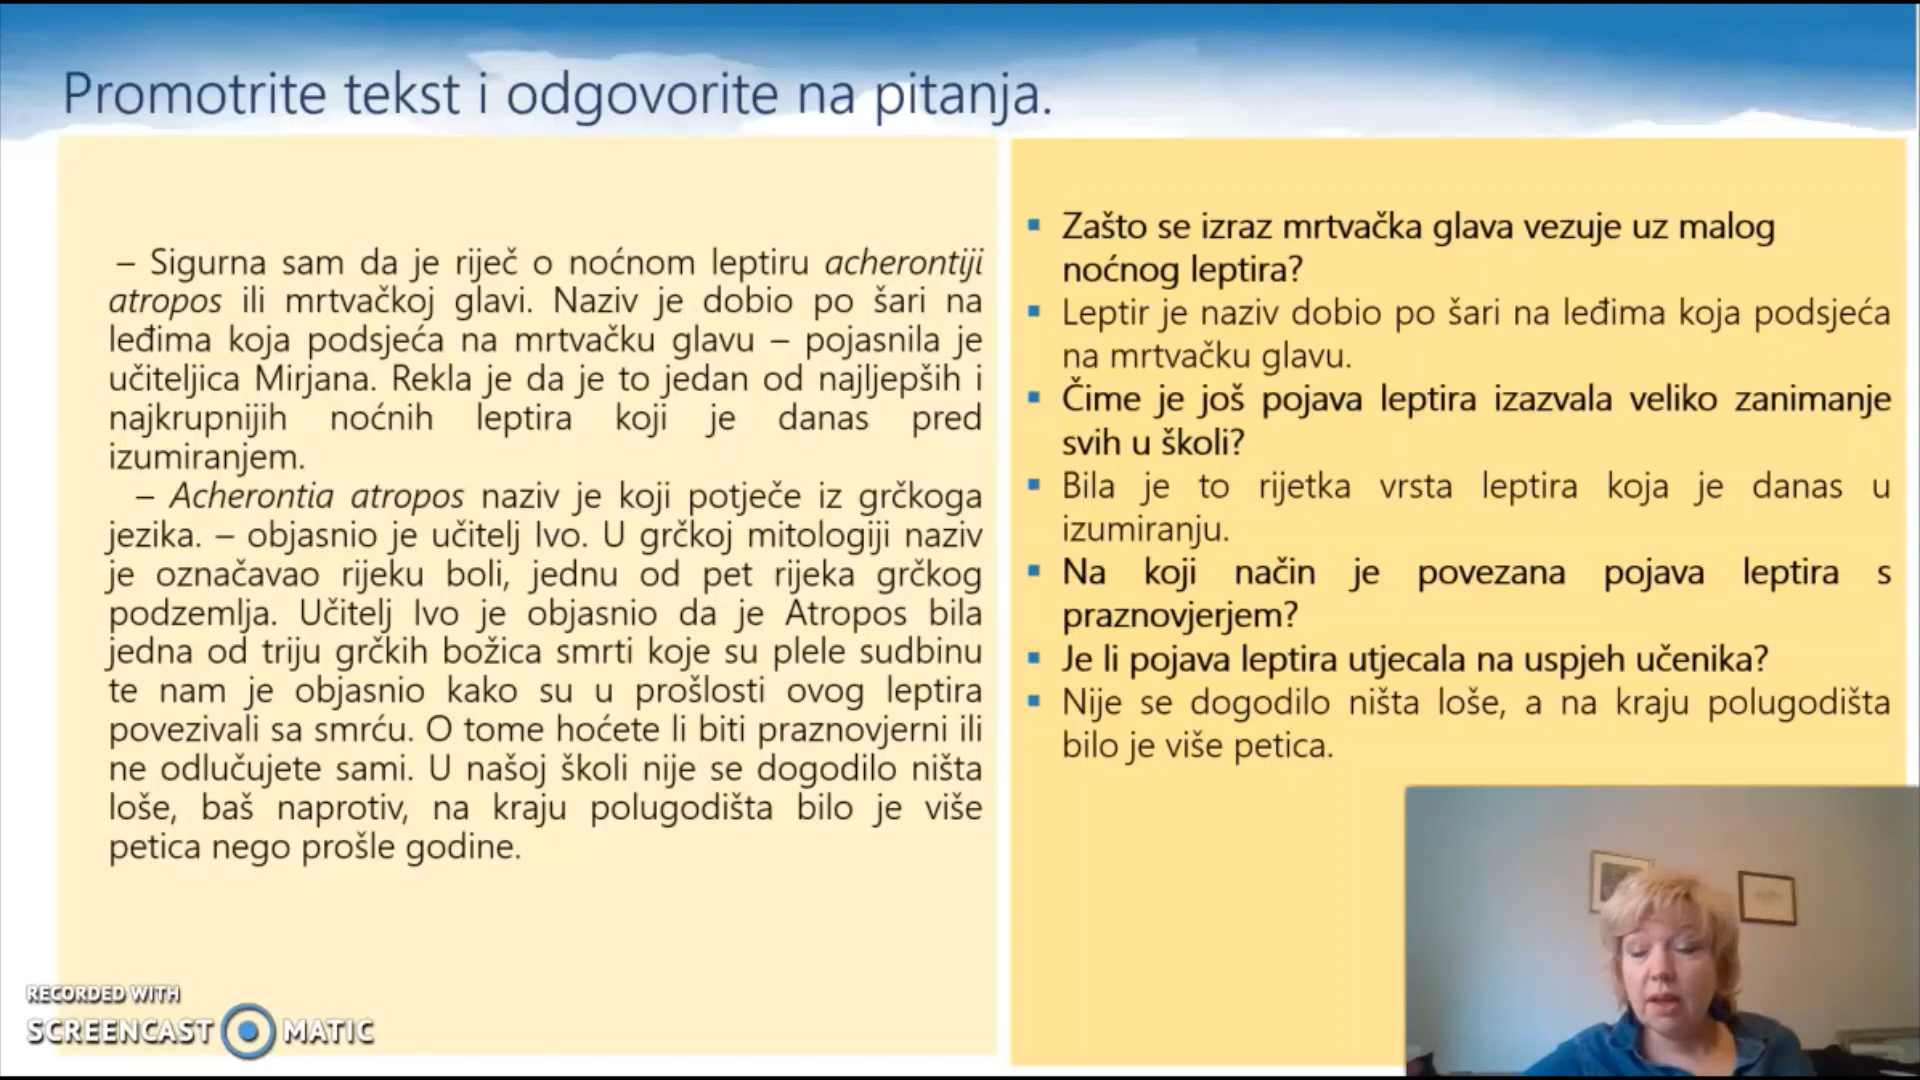 Promotrite tekst i odgovorite na pitanja.
– Sigurna sam da je riječ o noćnom leptiru acherontiji
atropos ili mrtvačkoj glavi. Naziv je dobio po šari na
leđima koja podsjeća na mrtvačku glavu – pojasnila je
učiteljica Mirjana. Rekla je da je to jedan od najljepših i
najkrupnijih noćnih leptira koji je danas pred
izumiranjem.
– Acherontia atropos naziv je koji potječe iz grčkoga
jezika. – objasnio je učitelj Ivo. U grčkoj mitologiji naziv
je označavao rijeku boli, jednu od pet rijeka grčkog
podzemlja. Učitelj Ivo je objasnio da je Atropos bila
jedna od triju grčkih božica smrti koje su plele sudbinu
te nam je objasnio kako su u prošlosti ovog leptira
povezivali sa smrću. O tome hoćete li biti praznovjerni ili
ne odlučujete sami. U našoj školi nije se dogodilo ništa
loše, baš naprotiv, na kraju polugodišta bilo je više
petica nego prošle godine.
▪ Zašto se izraz mrtvačka glava vezuje uz malog
noćnog leptira?
▪ Leptir je naziv dobio po šari na leđima koja podsjeća
na mrtvačku glavu.
▪ Čime je još pojava leptira izazvala veliko zanimanje
svih u školi?
▪ Bila je to rijetka vrsta leptira koja je danas u
izumiranju.
▪ Na koji način je povezana pojava leptira s
praznovjerjem?
▪ Je li pojava leptira utjecala na uspjeh učenika?
▪ Nije se dogodilo ništa loše, a na kraju polugodišta
bilo je više petica.
RECORDED WITH
SCREENCAST MATIC